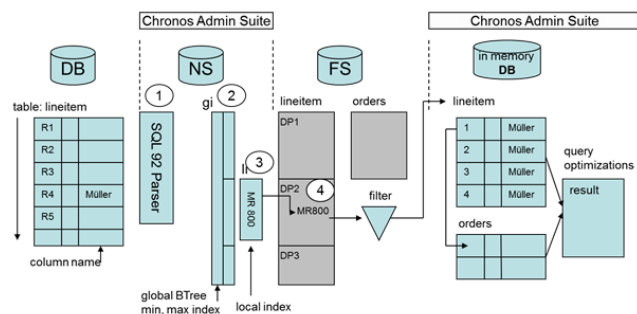 Chronos Admin Suite
Chronos Admin Suite
DB
NS
FS
in memory
DB
table: lineitem
R1
R2
R3
R4 Müller
R5
column name
1
SQL 92 Parser
gi
2
global BTree
min, max index
li
3
MR 800
local index
lineitem
orders
DP1
DP2
4
MR800
DP3
filter
lineitem
1 Müller
2 Müller
3 Müller
4 Müller
orders
query
optimizations
result